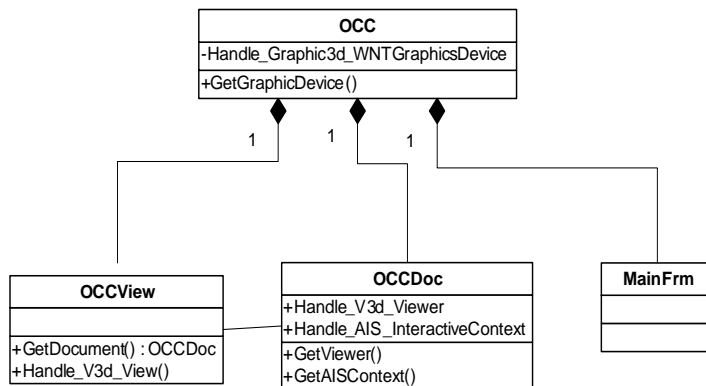 OCC
-Handle_Graphic3d_WNTGraphicsDevice
+GetGraphicDevice()
1
1
1
OCCView
+GetDocument() : OCCDoc
+Handle_V3d_View()
OCCDoc
+Handle_V3d_Viewer
+Handle_AIS_InteractiveContext
+GetViewer()
+GetAISContext()
MainFrm